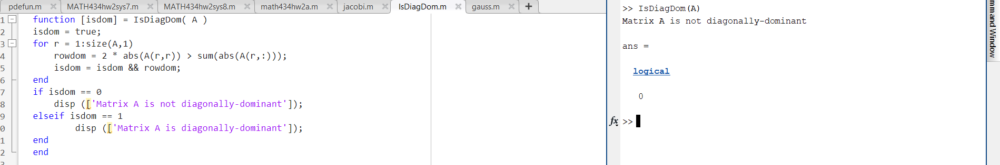 pdefun.m MATH434hw2sys7.m MATH434hw2sys8.m math434hw2a.m jacobi.m IsDiagDom.m gauss.m +
1 function [isdom] = IsDiagDom( A )
2 isdom = true;
3 for r = 1:size(A,1)
4 rowdom = 2 * abs(A(r,r)) > sum(abs(A(r,:)));
5 isdom = isdom && rowdom;
6 end
7 if isdom == 0
8 disp (['Matrix A is not diagonally-dominant']);
9 elseif isdom == 1
0 disp (['Matrix A is diagonally-dominant']);
1 end
2 end
>> IsDiagDom(A)
Matrix A is not diagonally-dominant
ans =
logical
0
fx >>
mmand Window